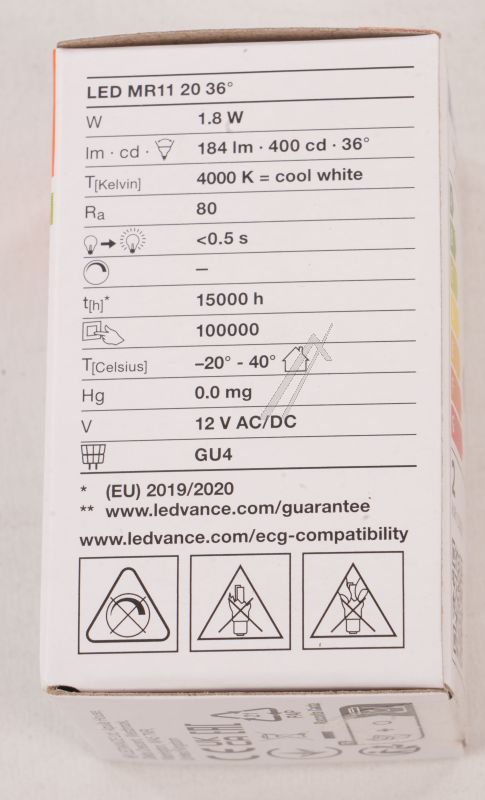 LED MR11 20 36°
W 1.8 W
lm · cd · 184 lm · 400 cd · 36°
T[Kelvin] 4000 K = cool white
Ra 80
<0.5 s
–
t[h]* 15000 h
100000
T[Celsius] –20° - 40°
Hg 0.0 mg
V 12 V AC/DC
GU4
* (EU) 2019/2020
** www.ledvance.com/guarantee
www.ledvance.com/ecg-compatibility